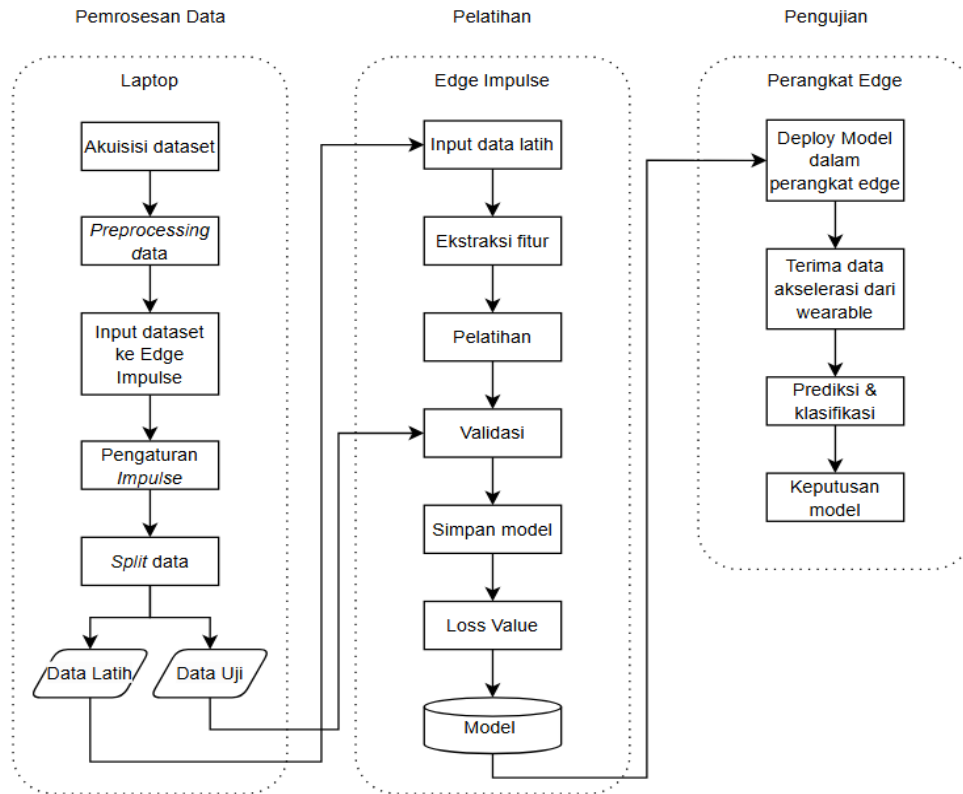 Pemrosesan Data
Laptop
Akuisisi dataset
Preprocessing
data
Input dataset
ke Edge
Impulse
Pengaturan
Impulse
Split data
Data Latih
Data Uji
Pelatihan
Edge Impulse
Input data latih
Ekstraksi fitur
Pelatihan
Validasi
Simpan model
Loss Value
Model
Pengujian
Perangkat Edge
Deploy Model
dalam
perangkat edge
Terima data
akselerasi dari
wearable
Prediksi &
klasifikasi
Keputusan
model